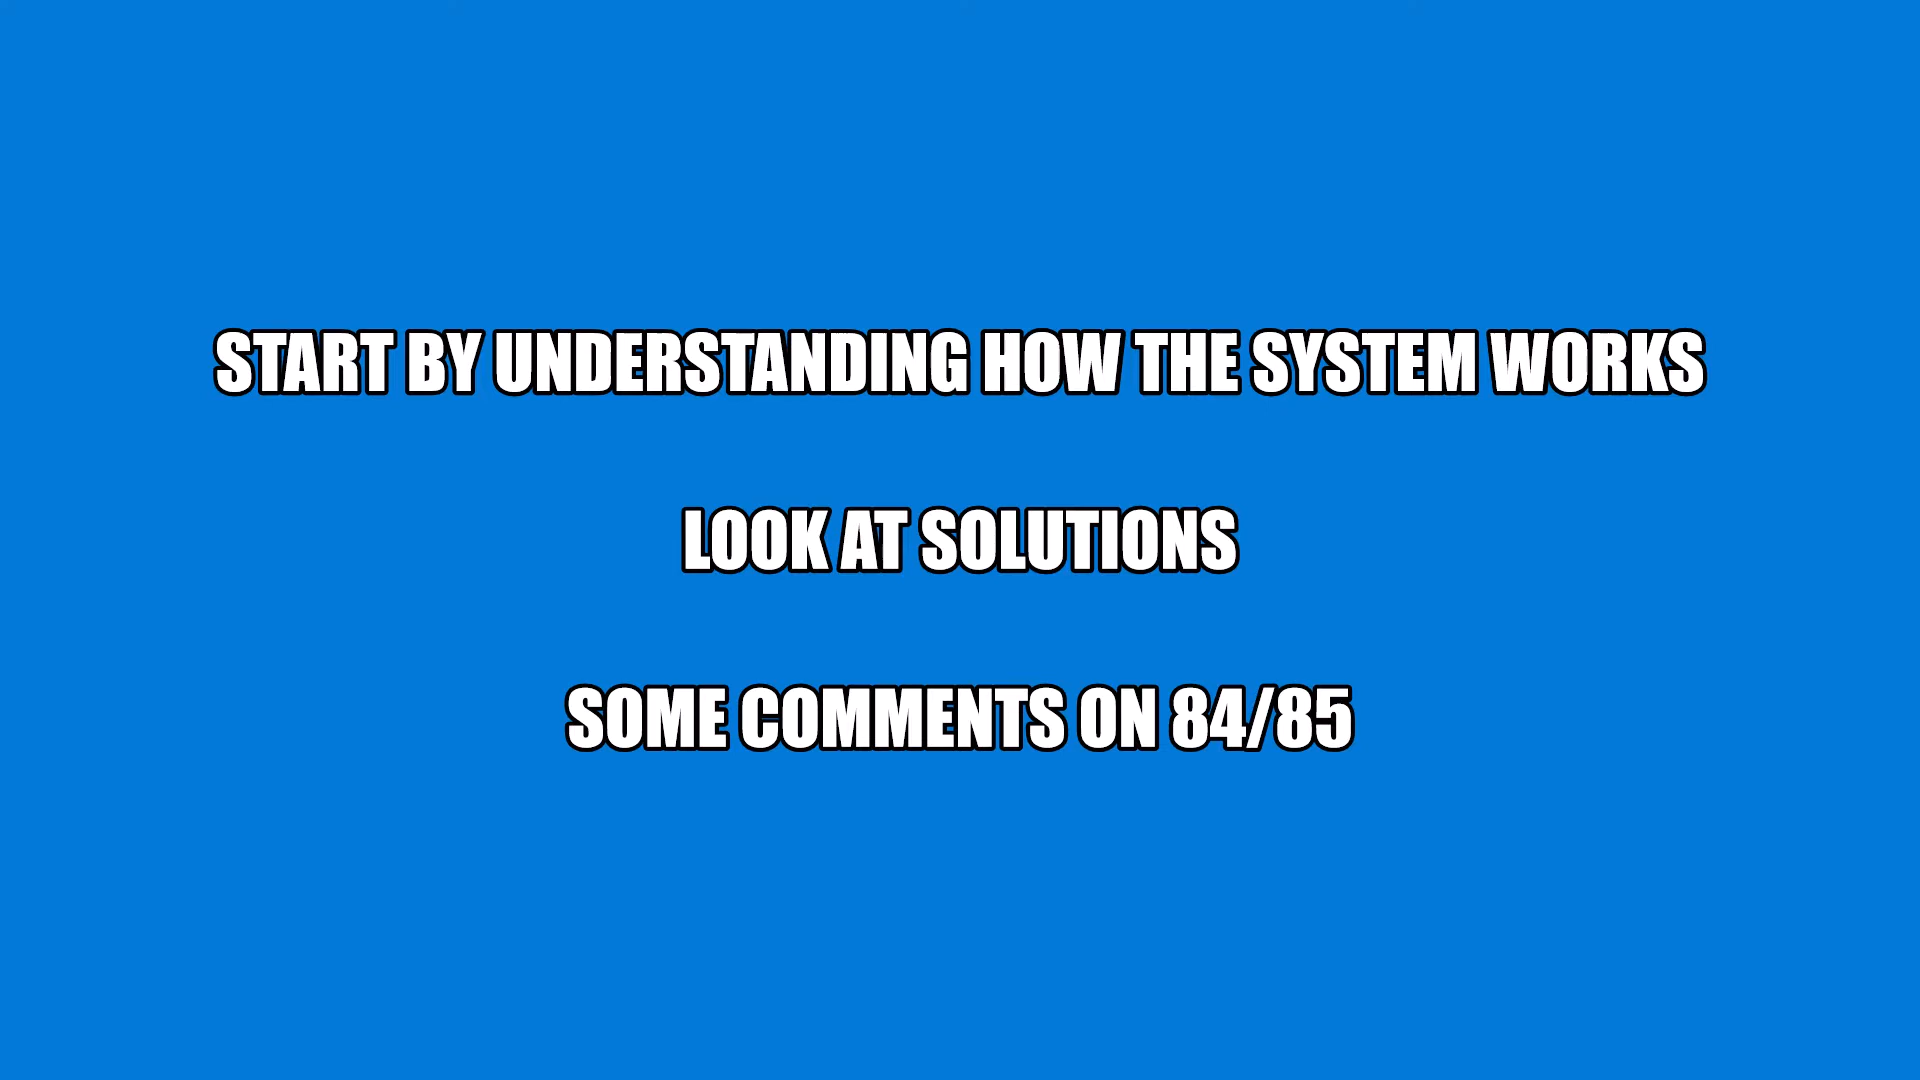 START BY UNDERSTANDING HOW THE SYSTEM WORKS
LOOK AT SOLUTIONS
SOME COMMENTS ON 84/85